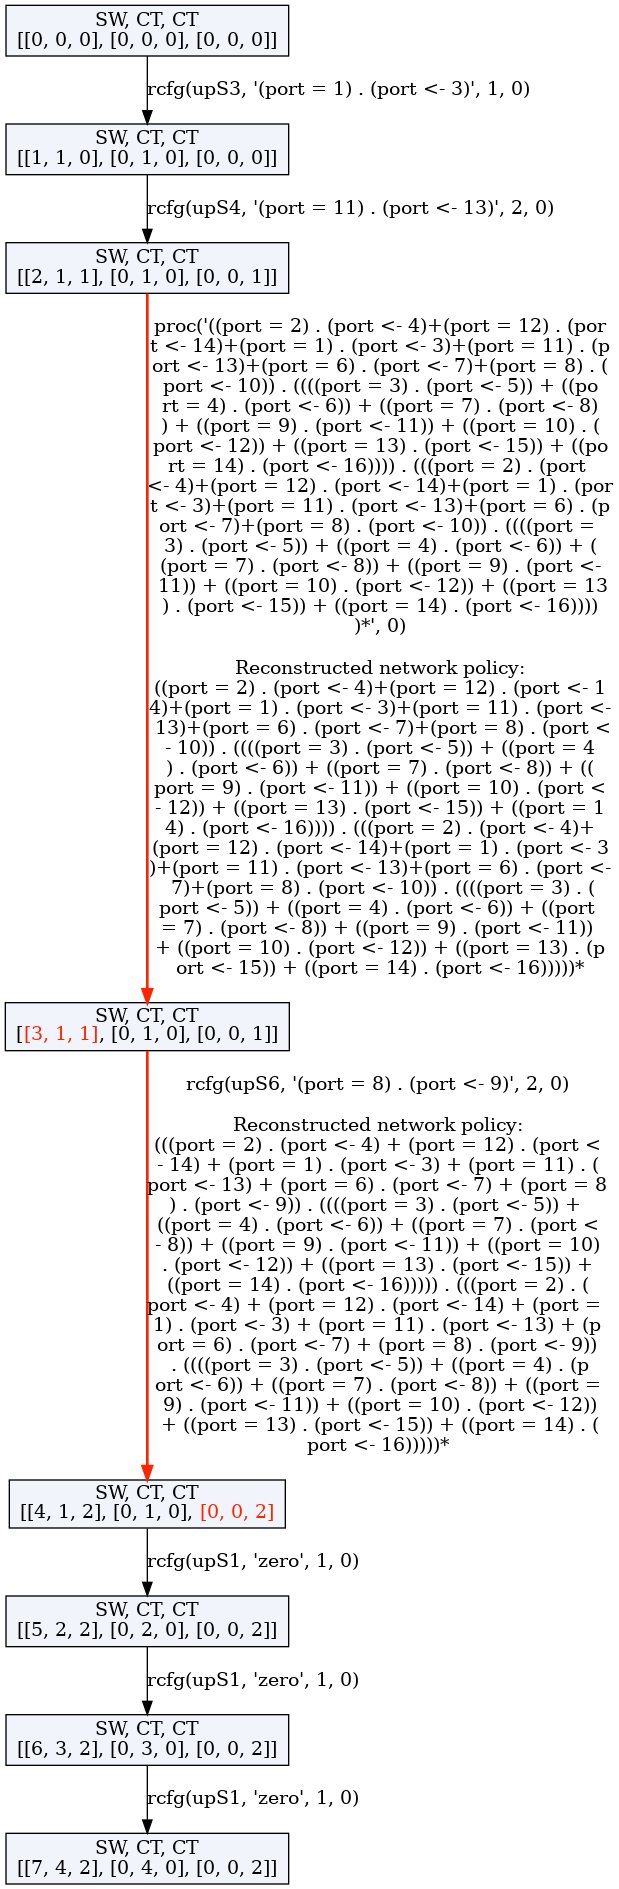 SW, CT, CT
[[0, 0, 0], [0, 0, 0], [0, 0, 0]]
rcfg(upS3, '(port = 1) . (port <- 3)', 1, 0)
SW, CT, CT
[[1, 1, 0], [0, 1, 0], [0, 0, 0]]
rcfg(upS4, '(port = 11) . (port <- 13)', 2, 0)
SW, CT, CT
[[2, 1, 1], [0, 1, 0], [0, 0, 1]]
proc('((port = 2) . (port <- 4)+(port = 12) . (por
t <- 14)+(port = 1) . (port <- 3)+(port = 11) . (p
ort <- 13)+(port = 6) . (port <- 7)+(port = 8) . (
port <- 10)) . ((((port = 3) . (port <- 5)) + ((po
rt = 4) . (port <- 6)) + ((port = 7) . (port <- 8)
) + ((port = 9) . (port <- 11)) + ((port = 10) . (
port <- 12)) + ((port = 13) . (port <- 15)) + ((po
rt = 14) . (port <- 16)))) . (((port = 2) . (port 
<- 4)+(port = 12) . (port <- 14)+(port = 1) . (por
t <- 3)+(port = 11) . (port <- 13)+(port = 6) . (p
ort <- 7)+(port = 8) . (port <- 10)) . ((((port = 
3) . (port <- 5)) + ((port = 4) . (port <- 6)) + (
(port = 7) . (port <- 8)) + ((port = 9) . (port <- 
11)) + ((port = 10) . (port <- 12)) + ((port = 13
) . (port <- 15)) + ((port = 14) . (port <- 16))))
)*', 0)
Reconstructed network policy:
((port = 2) . (port <- 4)+(port = 12) . (port <- 1
4)+(port = 1) . (port <- 3)+(port = 11) . (port <-
13)+(port = 6) . (port <- 7)+(port = 8) . (port <
- 10)) . ((((port = 3) . (port <- 5)) + ((port = 4
) . (port <- 6)) + ((port = 7) . (port <- 8)) + ((
port = 9) . (port <- 11)) + ((port = 10) . (port <
- 12)) + ((port = 13) . (port <- 15)) + ((port = 1
4) . (port <- 16)))) . (((port = 2) . (port <- 4)+
(port = 12) . (port <- 14)+(port = 1) . (port <- 3
)+(port = 11) . (port <- 13)+(port = 6) . (port <-
7)+(port = 8) . (port <- 10)) . ((((port = 3) . (
port <- 5)) + ((port = 4) . (port <- 6)) + ((port 
= 7) . (port <- 8)) + ((port = 9) . (port <- 11)) 
+ ((port = 10) . (port <- 12)) + ((port = 13) . (p
ort <- 15)) + ((port = 14) . (port <- 16)))))*
SW, CT, CT
[[3, 1, 1], [0, 1, 0], [0, 0, 1]]
rcfg(upS6, '(port = 8) . (port <- 9)', 2, 0)
Reconstructed network policy:
(((port = 2) . (port <- 4) + (port = 12) . (port <
- 14) + (port = 1) . (port <- 3) + (port = 11) . (
port <- 13) + (port = 6) . (port <- 7) + (port = 8
) . (port <- 9)) . ((((port = 3) . (port <- 5)) + 
((port = 4) . (port <- 6)) + ((port = 7) . (port <
- 8)) + ((port = 9) . (port <- 11)) + ((port = 10)
. (port <- 12)) + ((port = 13) . (port <- 15)) + 
((port = 14) . (port <- 16))))) . (((port = 2) . (
port <- 4) + (port = 12) . (port <- 14) + (port = 
1) . (port <- 3) + (port = 11) . (port <- 13) + (p
ort = 6) . (port <- 7) + (port = 8) . (port <- 9))
. ((((port = 3) . (port <- 5)) + ((port = 4) . (p
ort <- 6)) + ((port = 7) . (port <- 8)) + ((port = 
9) . (port <- 11)) + ((port = 10) . (port <- 12)) 
+ ((port = 13) . (port <- 15)) + ((port = 14) . (
port <- 16)))))*
SW, CT, CT
[[4, 1, 2], [0, 1, 0], [0, 0, 2]
rcfg(upS1, 'zero', 1, 0)
SW, CT, CT
[[5, 2, 2], [0, 2, 0], [0, 0, 2]]
rcfg(upS1, 'zero', 1, 0)
SW, CT, CT
[[6, 3, 2], [0, 3, 0], [0, 0, 2]]
rcfg(upS1, 'zero', 1, 0)
SW, CT, CT
[[7, 4, 2], [0, 4, 0], [0, 0, 2]]